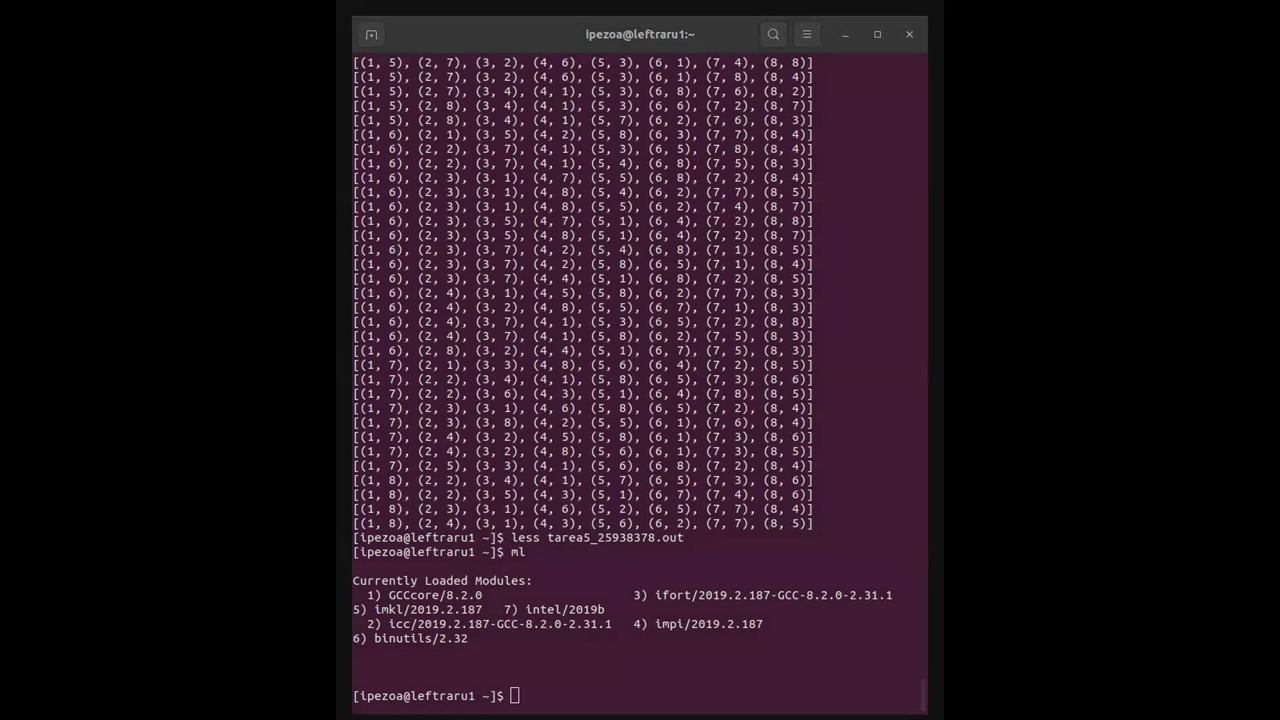 ipezoa@leftraru1:~
[(1, 5), (2, 7), (3, 2), (4, 6), (5, 3), (6, 1), (7, 4), (8, 8)]
[(1, 5), (2, 7), (3, 2), (4, 6), (5, 3), (6, 1), (7, 8), (8, 4)]
[(1, 5), (2, 7), (3, 4), (4, 1), (5, 3), (6, 8), (7, 6), (8, 2)]
[(1, 5), (2, 8), (3, 4), (4, 1), (5, 3), (6, 6), (7, 2), (8, 7)]
[(1, 5), (2, 8), (3, 4), (4, 1), (5, 7), (6, 2), (7, 6), (8, 3)]
[(1, 6), (2, 1), (3, 5), (4, 2), (5, 8), (6, 3), (7, 7), (8, 4)]
[(1, 6), (2, 2), (3, 7), (4, 1), (5, 3), (6, 5), (7, 8), (8, 4)]
[(1, 6), (2, 2), (3, 7), (4, 1), (5, 4), (6, 8), (7, 5), (8, 3)]
[(1, 6), (2, 3), (3, 1), (4, 7), (5, 5), (6, 8), (7, 2), (8, 4)]
[(1, 6), (2, 3), (3, 1), (4, 8), (5, 4), (6, 2), (7, 7), (8, 5)]
[(1, 6), (2, 3), (3, 1), (4, 8), (5, 5), (6, 2), (7, 4), (8, 7)]
[(1, 6), (2, 3), (3, 5), (4, 7), (5, 1), (6, 4), (7, 2), (8, 8)]
[(1, 6), (2, 3), (3, 5), (4, 8), (5, 1), (6, 4), (7, 2), (8, 7)]
[(1, 6), (2, 3), (3, 7), (4, 2), (5, 4), (6, 8), (7, 1), (8, 5)]
[(1, 6), (2, 3), (3, 7), (4, 2), (5, 8), (6, 5), (7, 1), (8, 4)]
[(1, 6), (2, 3), (3, 7), (4, 4), (5, 1), (6, 8), (7, 2), (8, 5)]
[(1, 6), (2, 4), (3, 1), (4, 5), (5, 8), (6, 2), (7, 7), (8, 3)]
[(1, 6), (2, 4), (3, 2), (4, 8), (5, 5), (6, 7), (7, 1), (8, 3)]
[(1, 6), (2, 4), (3, 7), (4, 1), (5, 3), (6, 5), (7, 2), (8, 8)]
[(1, 6), (2, 4), (3, 7), (4, 1), (5, 8), (6, 2), (7, 5), (8, 3)]
[(1, 6), (2, 8), (3, 2), (4, 4), (5, 1), (6, 7), (7, 5), (8, 3)]
[(1, 7), (2, 1), (3, 3), (4, 8), (5, 6), (6, 4), (7, 2), (8, 5)]
[(1, 7), (2, 2), (3, 4), (4, 1), (5, 8), (6, 5), (7, 3), (8, 6)]
[(1, 7), (2, 2), (3, 6), (4, 3), (5, 1), (6, 4), (7, 8), (8, 5)]
[(1, 7), (2, 3), (3, 1), (4, 6), (5, 8), (6, 5), (7, 2), (8, 4)]
[(1, 7), (2, 3), (3, 8), (4, 2), (5, 5), (6, 1), (7, 6), (8, 4)]
[(1, 7), (2, 4), (3, 2), (4, 5), (5, 8), (6, 1), (7, 3), (8, 6)]
[(1, 7), (2, 4), (3, 2), (4, 8), (5, 6), (6, 1), (7, 3), (8, 5)]
[(1, 7), (2, 5), (3, 3), (4, 1), (5, 6), (6, 8), (7, 2), (8, 4)]
[(1, 8), (2, 2), (3, 4), (4, 1), (5, 7), (6, 5), (7, 3), (8, 6)]
[(1, 8), (2, 2), (3, 5), (4, 3), (5, 1), (6, 7), (7, 4), (8, 6)]
[(1, 8), (2, 3), (3, 1), (4, 6), (5, 2), (6, 5), (7, 7), (8, 4)]
[(1, 8), (2, 4), (3, 1), (4, 3), (5, 6), (6, 2), (7, 7), (8, 5)]
[ipezoa@leftraru1 ~]$ less tarea5_25938378.out
[ipezoa@leftraru1 ~]$ ml
Currently Loaded Modules:
1) GCCcore/8.2.0 3) ifort/2019.2.187-GCC-8.2.0-2.31.1
5) imkl/2019.2.187 7) intel/2019b
2) icc/2019.2.187-GCC-8.2.0-2.31.1 4) impi/2019.2.187
6) binutils/2.32
[ipezoa@leftraru1 ~]$